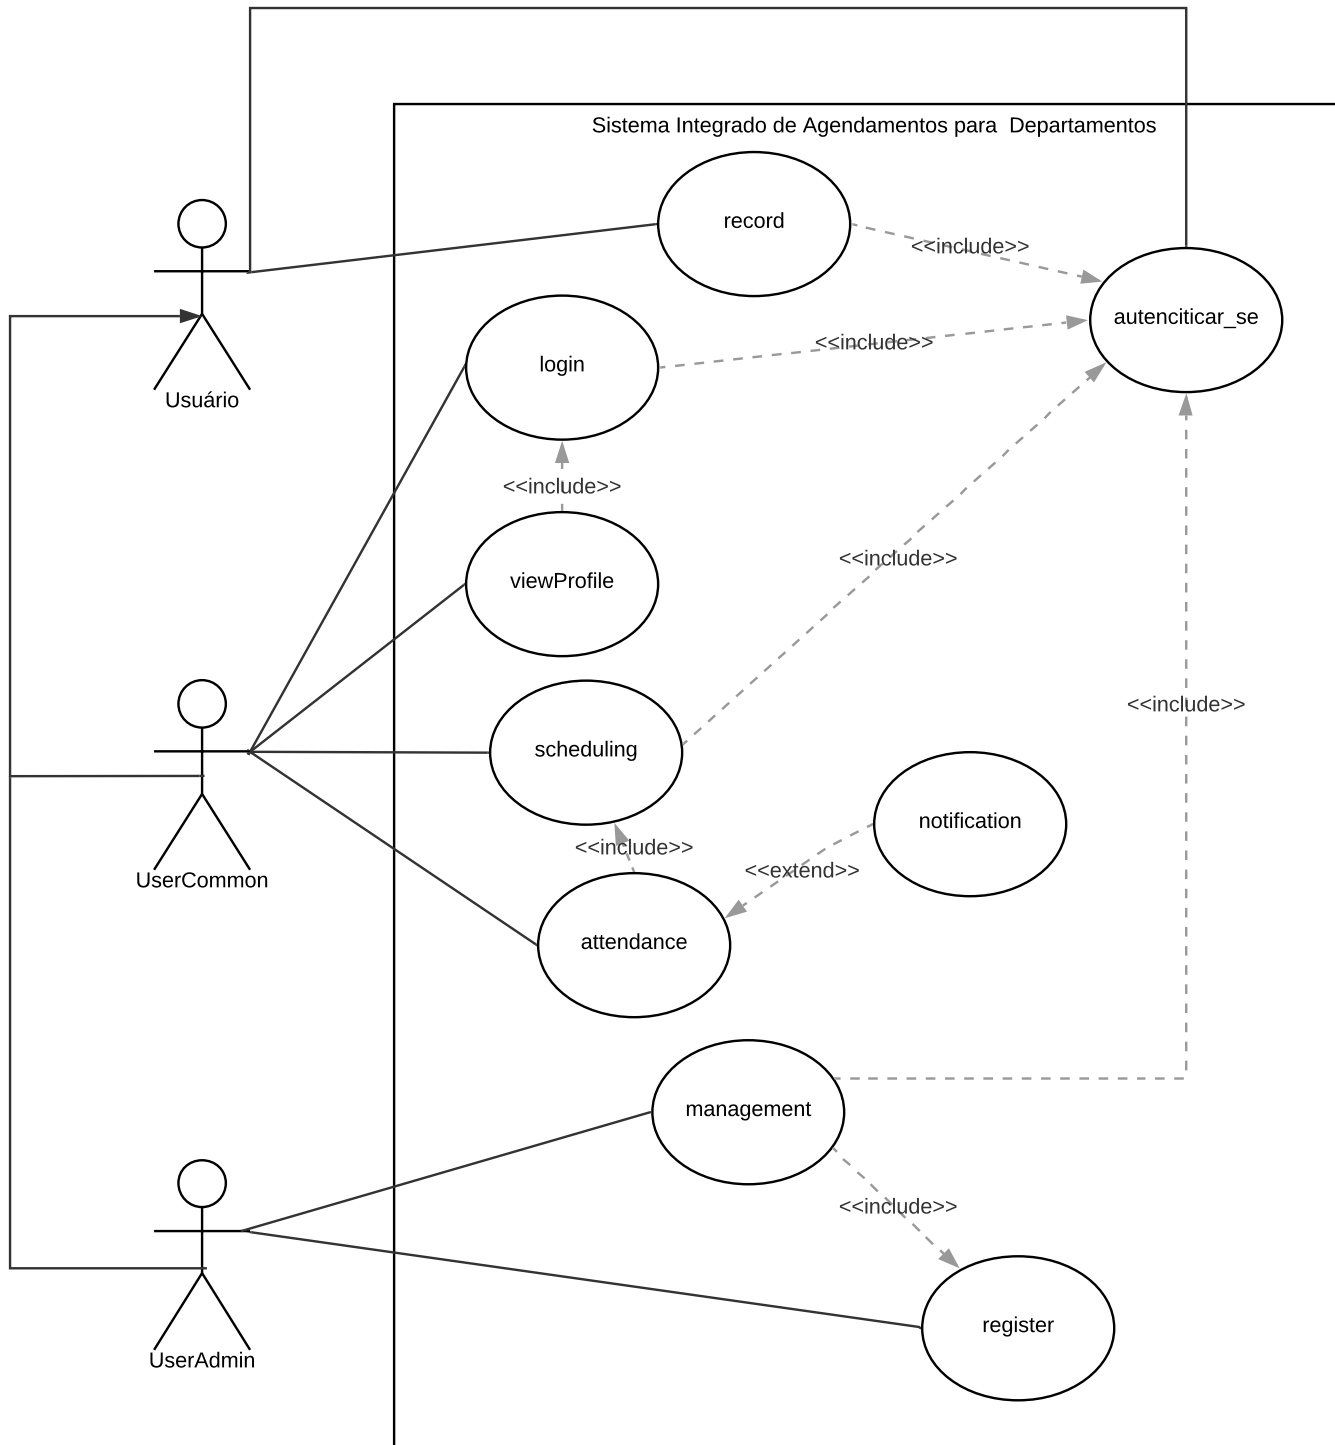 Sistema Integrado de Agendamentos para  Departamentos
record
<<include>>
autenciticar_se
<<include>>
login
Usuário
<<include>>
viewProfile
<<include>>
<<include>>
scheduling
notification
<<include>>
<<extend>>
UserCommon
attendance
management
<<include>>
register
UserAdmin